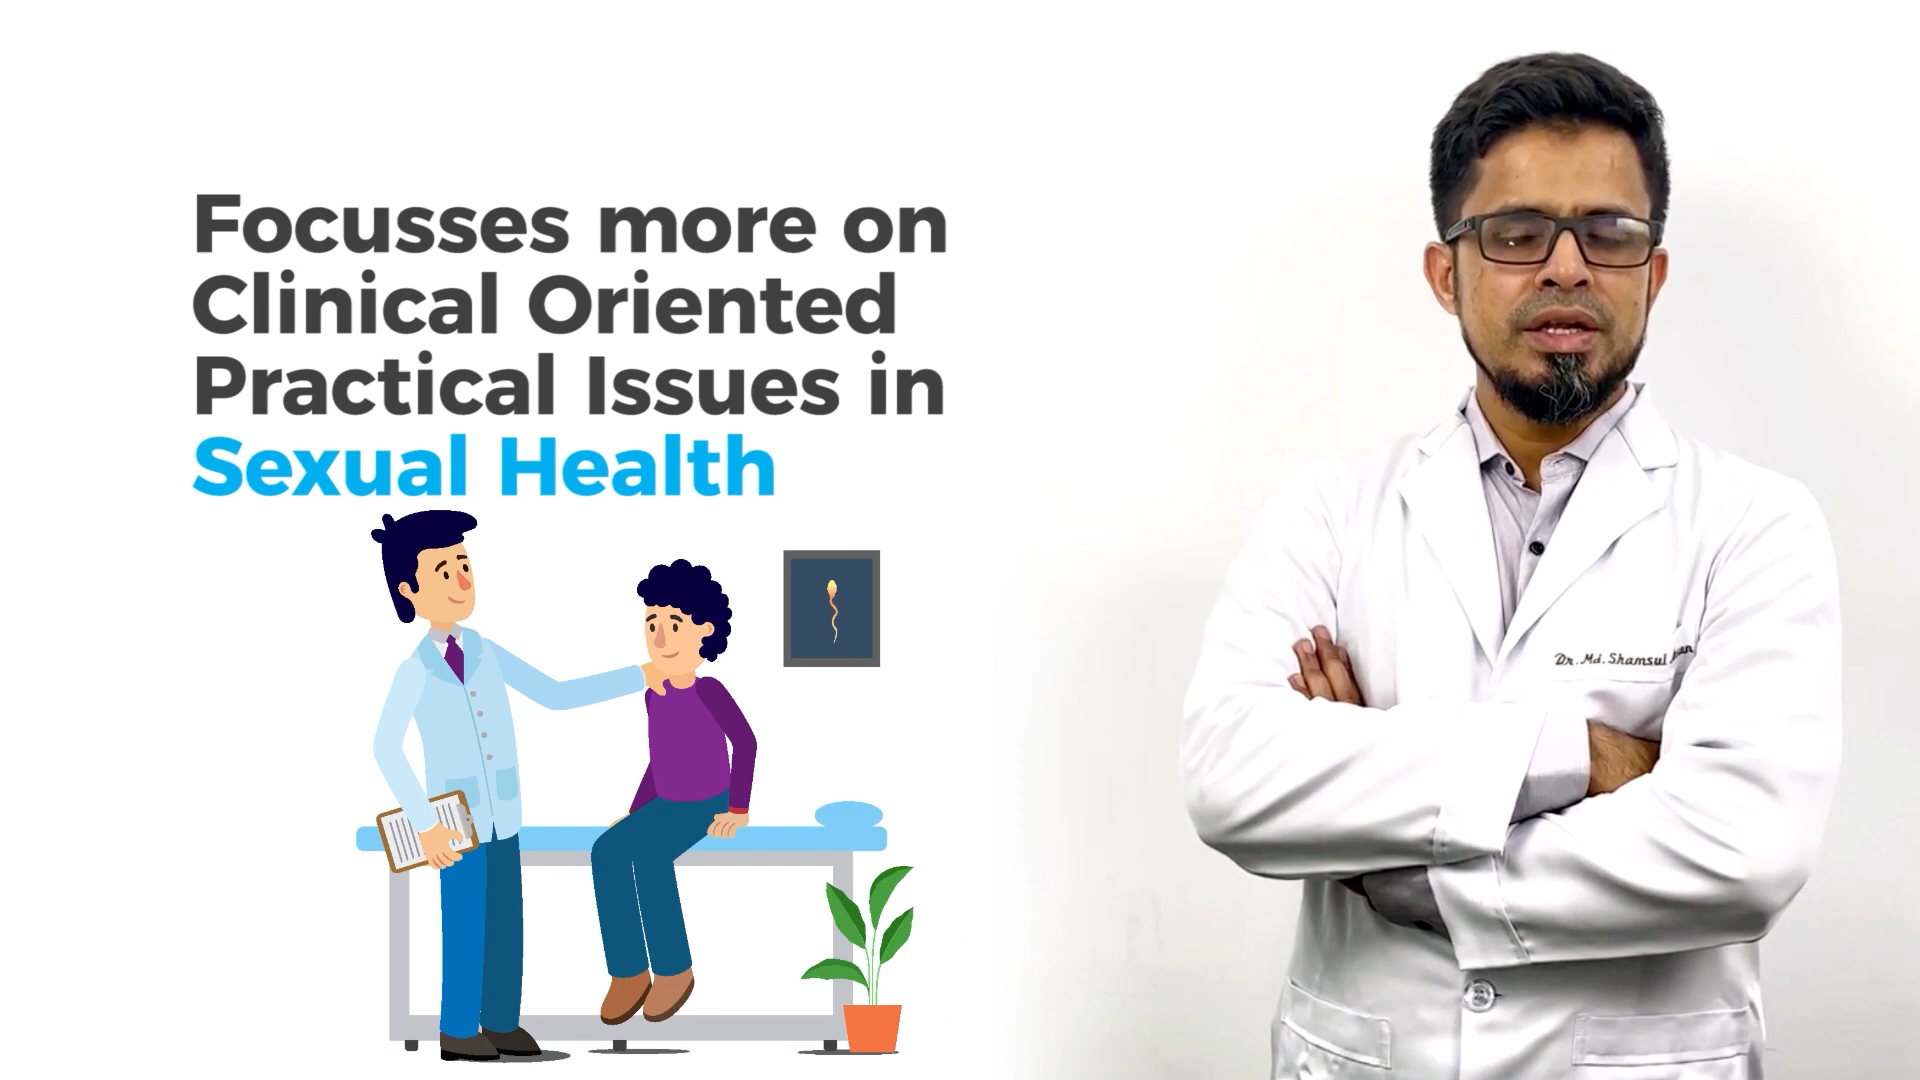 Focusses more on
Clinical Oriented
Practical Issues in
Sexual Health
Dr. Md. Shamsul